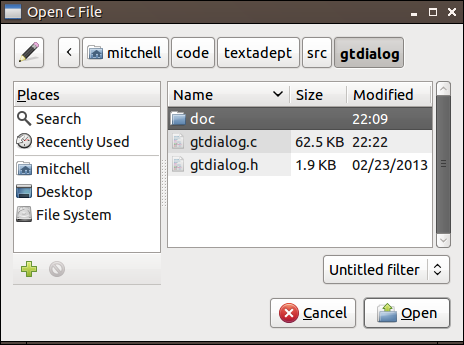 Open C File
mitchell code textadept src gtdialog
Places Name Size Modified
Search doc 22:09
Recently Used gtdialog.c 62.5 KB 22:22
mitchell gtdialog.h 1.9 KB 02/23/2013
Desktop
File System
Untitled filter
Cancel Open